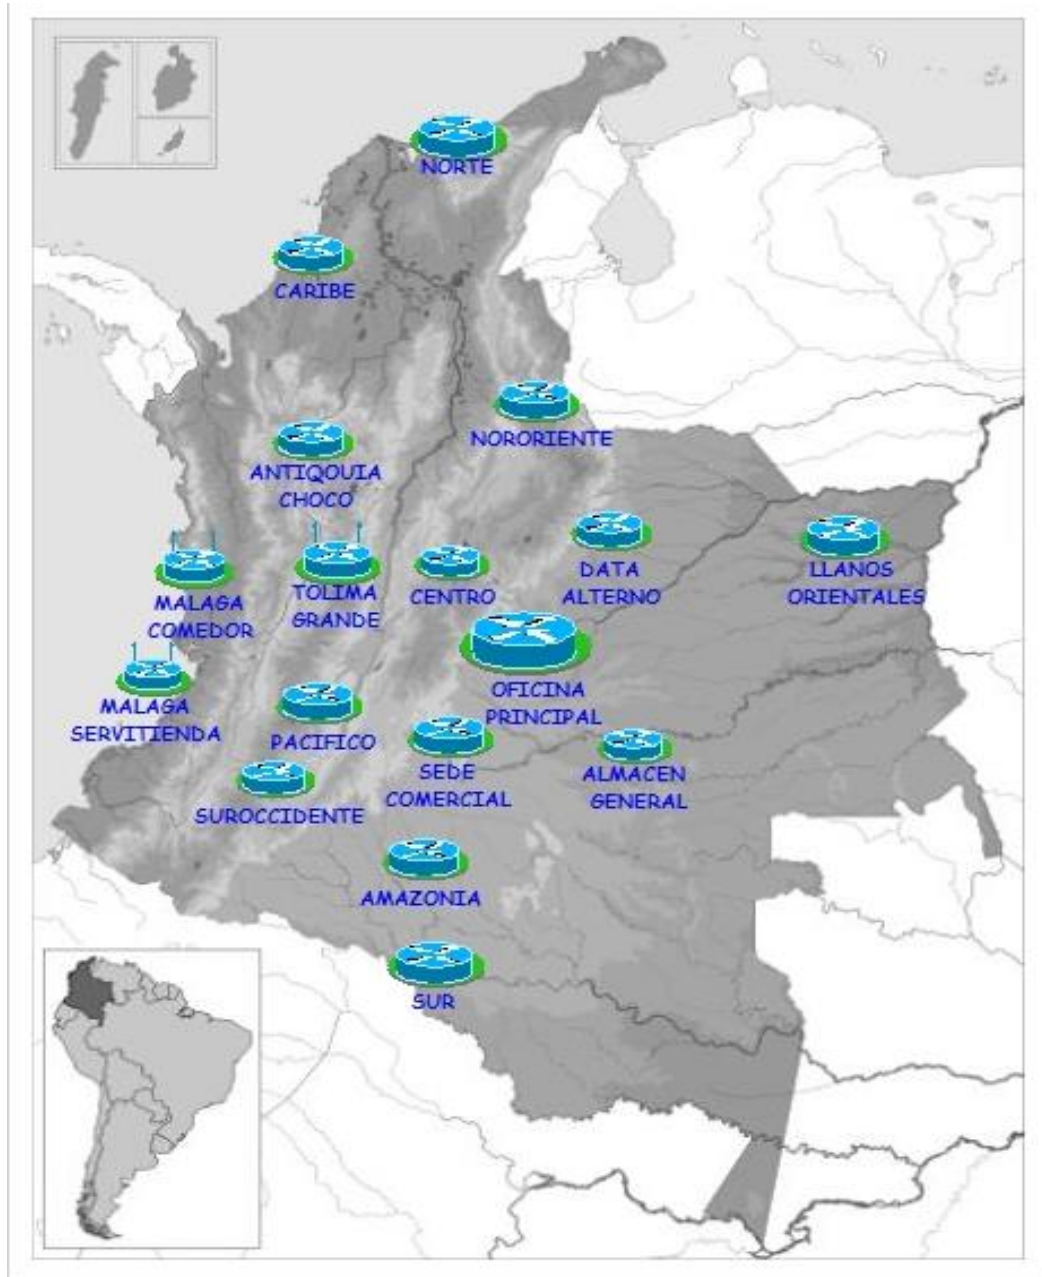 NORTE
CARIBE
NORORIENTE
ANTIQOUIA
CHOCO
DATA
ALTERNO
LLANOS
ORIENTALES
MALAGA
COMEDOR
TOLIMA
GRANDE
CENTRO
OFICINA
PRINCIPAL
MALAGA
SERVITIENDA
PACIFICO
SEDE
COMERCIAL
ALMACEN
GENERAL
SUROCCIDENTE
AMAZONIA
SUR